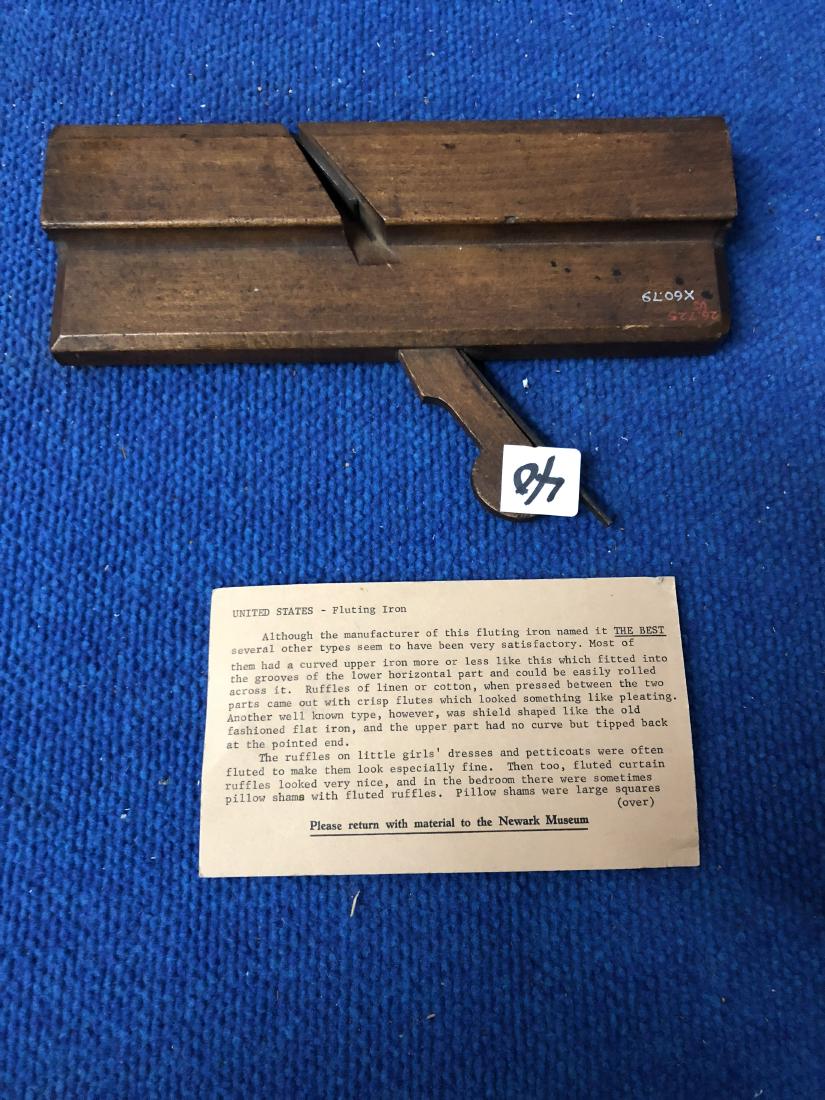 X60.79
26.725
40
UNITED STATES - Fluting Iron
Although the manufacturer of this fluting iron named it THE BEST
several other types seem to have been very satisfactory. Most of
them had a curved upper iron more or less like this which fitted into
the grooves of the lower horizontal part and could be easily rolled
across it. Ruffles of linen or cotton, when pressed between the two
parts came out with crisp flutes which looked something like pleating.
Another well known type, however, was shield shaped like the old
fashioned flat iron, and the upper part had no curve but tipped back
at the pointed end.
The ruffles on little girls' dresses and petticoats were often
fluted to make them look especially fine. Then too, fluted curtain
ruffles looked very nice, and in the bedroom there were sometimes
pillow shams with fluted ruffles. Pillow shams were large squares
(over)
Please return with material to the Newark Museum